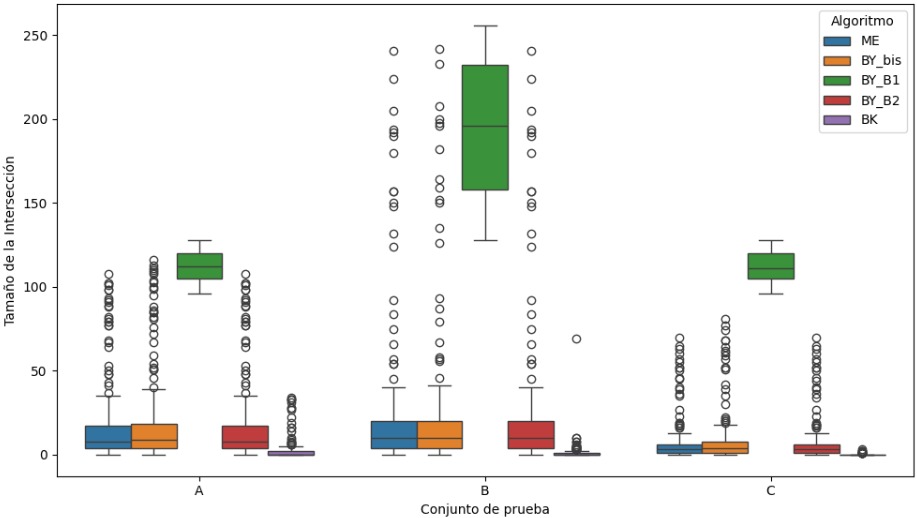 Algoritmo
ME
BY_bis
BY_B1
BY_B2
BK
Tamaño de la Intersección
250
200
150
100
50
0
A
B
C
Conjunto de prueba